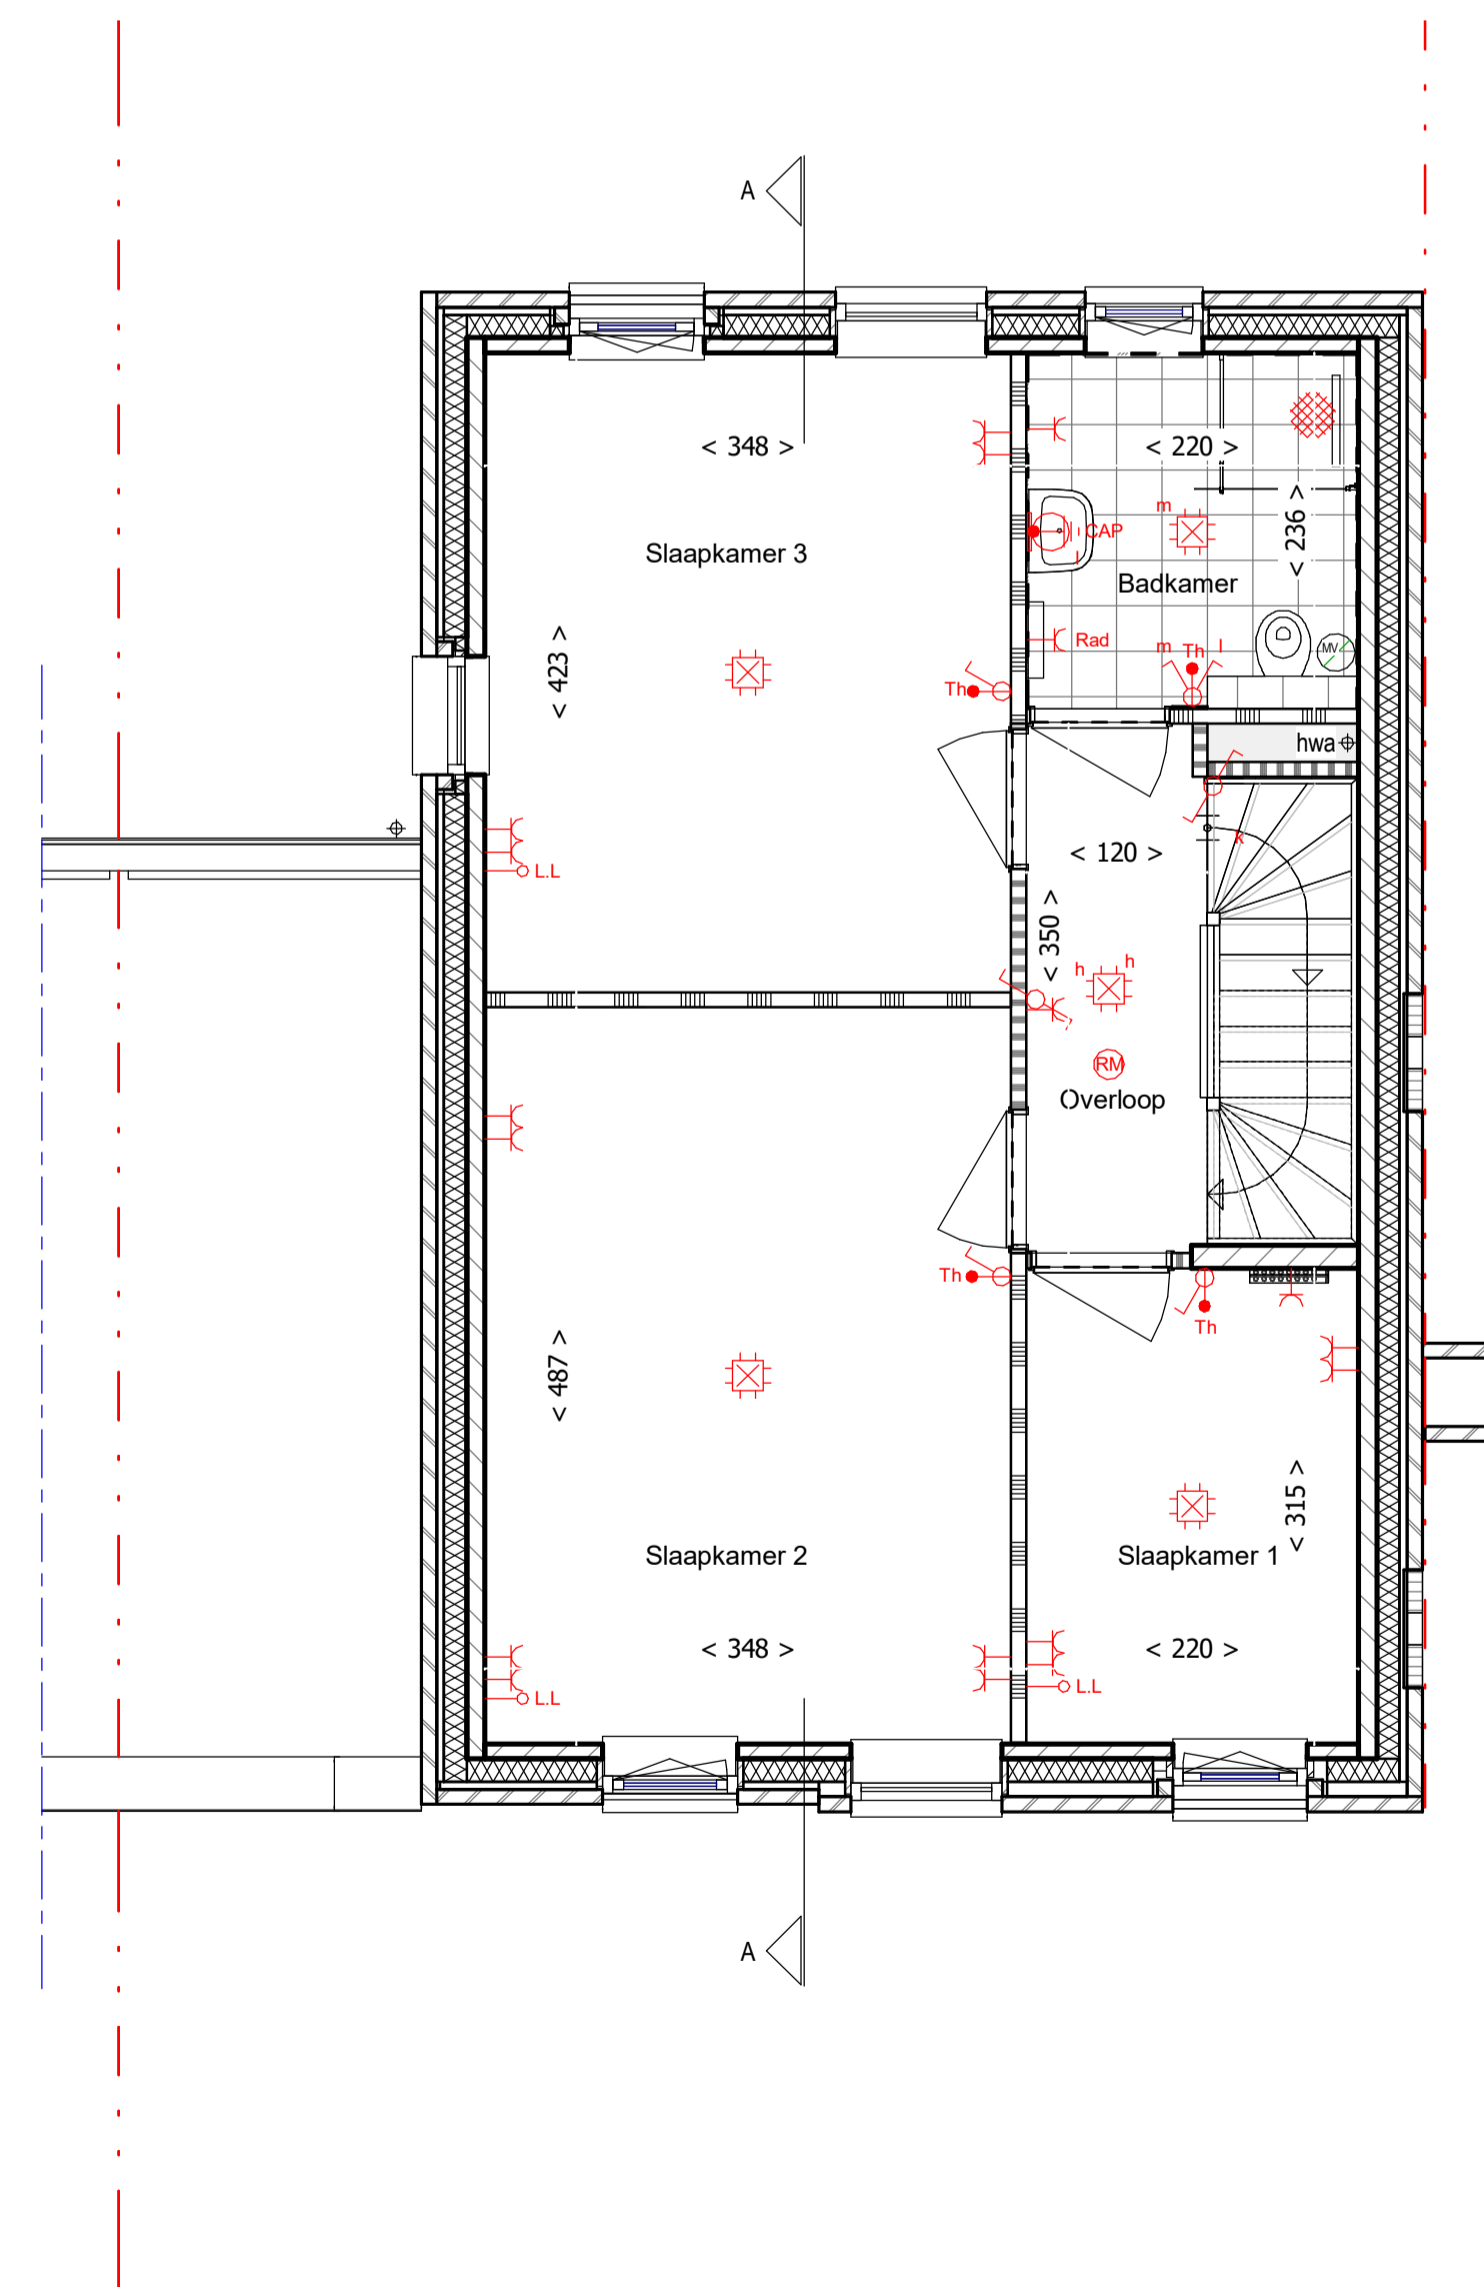 A
< 348 >
< 220 >
< 236 >
m
CAP
Slaapkamer 3
Badkamer
< 423 >
Rad
m
Th
l
Th
MV
hwa
k
< 120 >
L.L
< 350 >
h
h
RM
Overloop
Th
Th
< 487 >
< 315 >
Slaapkamer 2
Slaapkamer 1
< 348 >
< 220 >
L.L
L.L
A